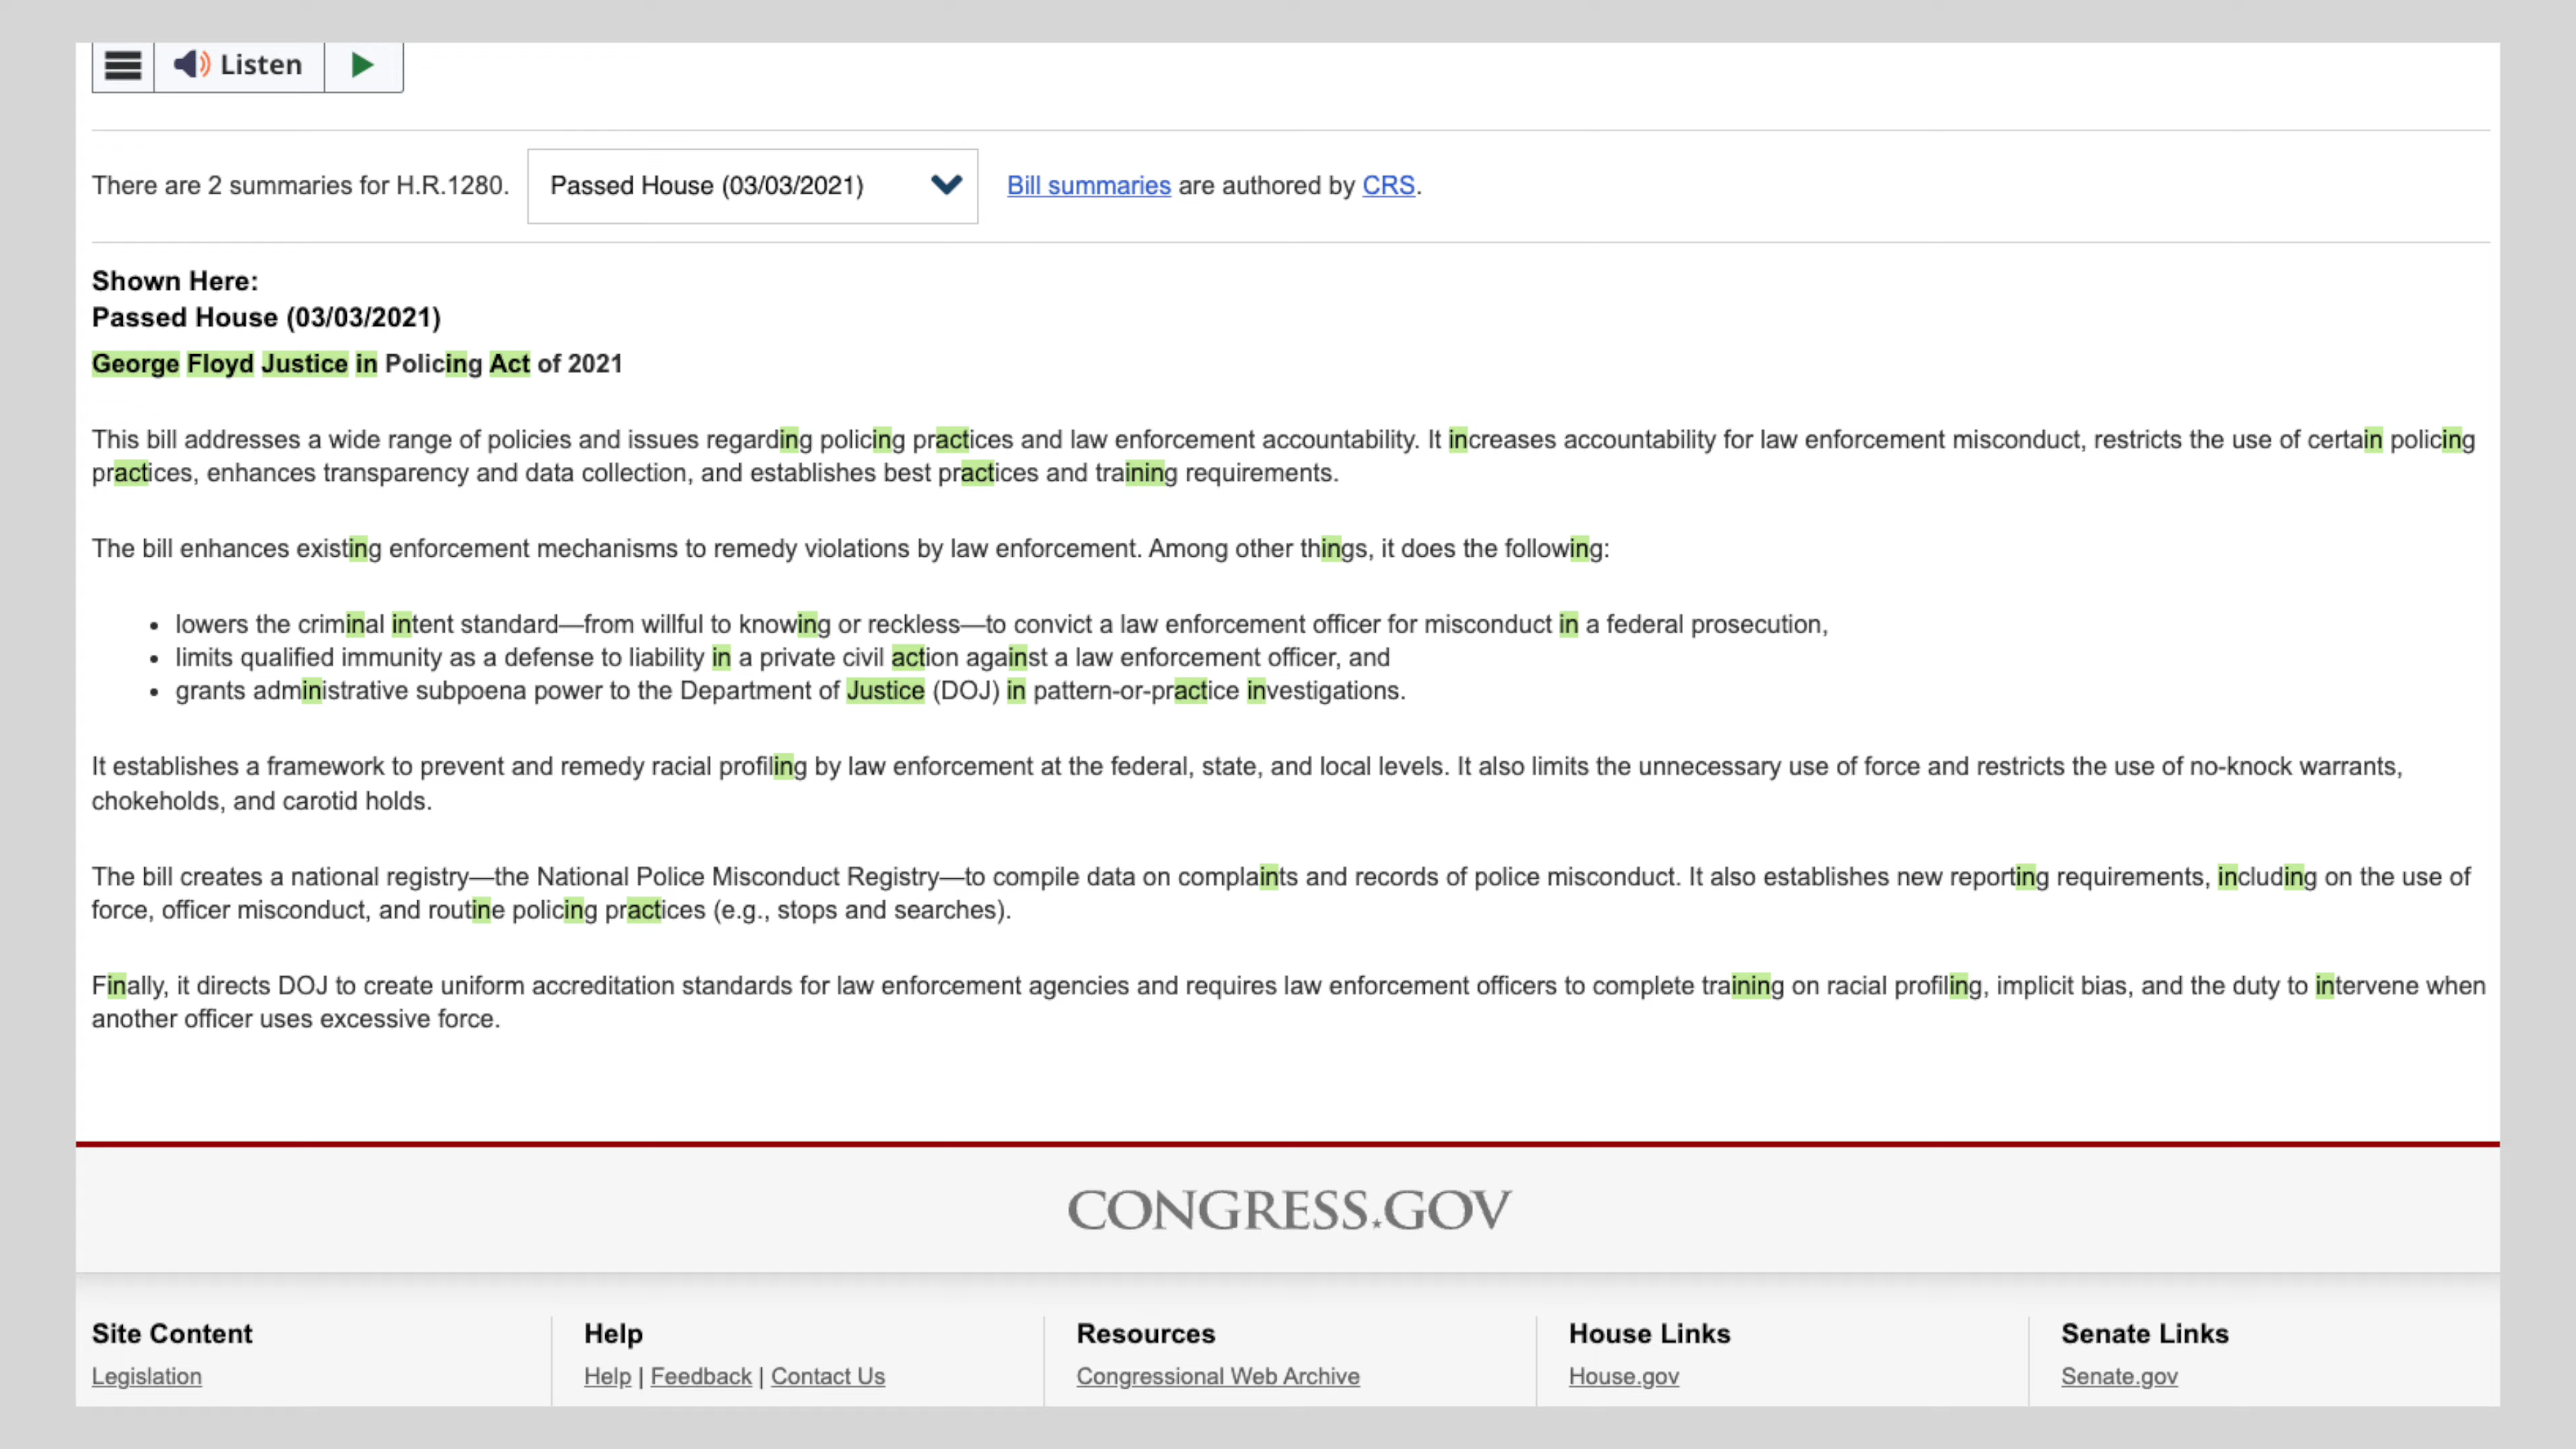 Listen
There are 2 summaries for H.R.1280. Passed House (03/03/2021) Bill summaries are authored by CRS.
Shown Here:
Passed House (03/03/2021)
George Floyd Justice in Policing Act of 2021
This bill addresses a wide range of policies and issues regarding policing practices and law enforcement accountability. It increases accountability for law enforcement misconduct, restricts the use of certain policing
practices, enhances transparency and data collection, and establishes best practices and training requirements.
The bill enhances existing enforcement mechanisms to remedy violations by law enforcement. Among other things, it does the following:
• lowers the criminal intent standard—from willful to knowing or reckless—to convict a law enforcement officer for misconduct in a federal prosecution,
• limits qualified immunity as a defense to liability in a private civil action against a law enforcement officer, and
• grants administrative subpoena power to the Department of Justice (DOJ) in pattern-or-practice investigations.
It establishes a framework to prevent and remedy racial profiling by law enforcement at the federal, state, and local levels. It also limits the unnecessary use of force and restricts the use of no-knock warrants,
chokeholds, and carotid holds.
The bill creates a national registry—the National Police Misconduct Registry—to compile data on complaints and records of police misconduct. It also establishes new reporting requirements, including on the use of
force, officer misconduct, and routine policing practices (e.g., stops and searches).
Finally, it directs DOJ to create uniform accreditation standards for law enforcement agencies and requires law enforcement officers to complete training on racial profiling, implicit bias, and the duty to intervene when
another officer uses excessive force.
CONGRESS.GOV
Site Content
Legislation
Help
Help | Feedback | Contact Us
Resources
Congressional Web Archive
House Links
House.gov
Senate Links
Senate.gov